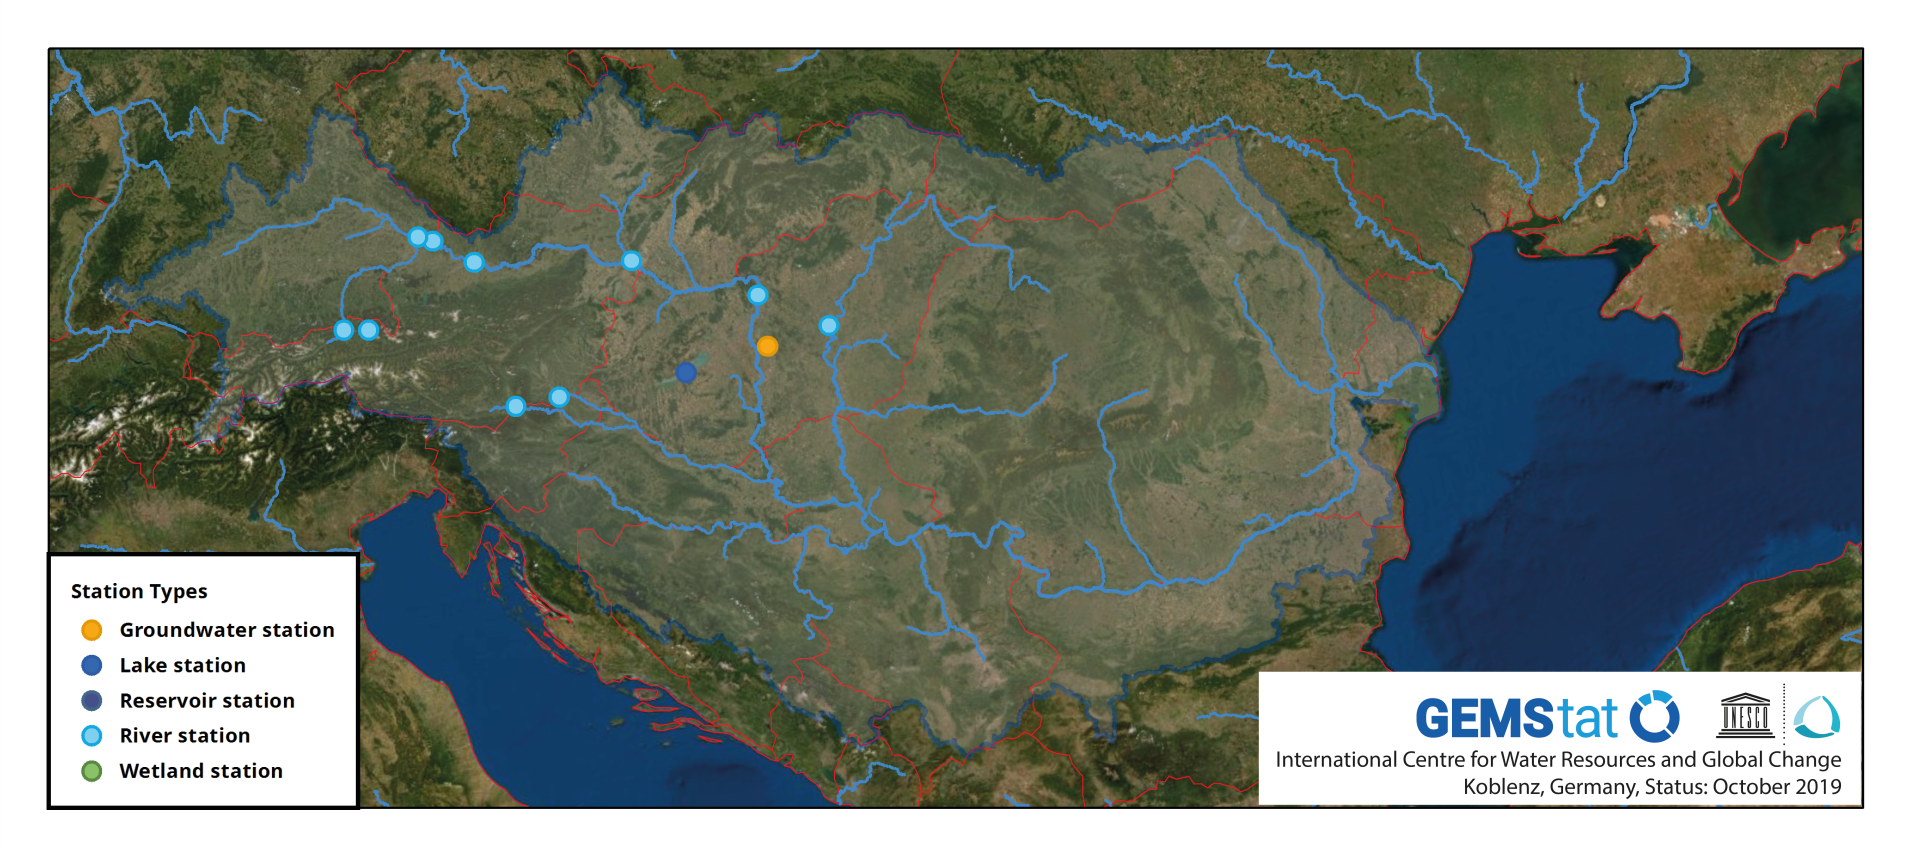 Station Types
Groundwater station
Lake station
Reservoir station
River station
Wetland station
GEMStat
UNESCO
International Centre for Water Resources and Global Change
Koblenz, Germany, Status: October 2019